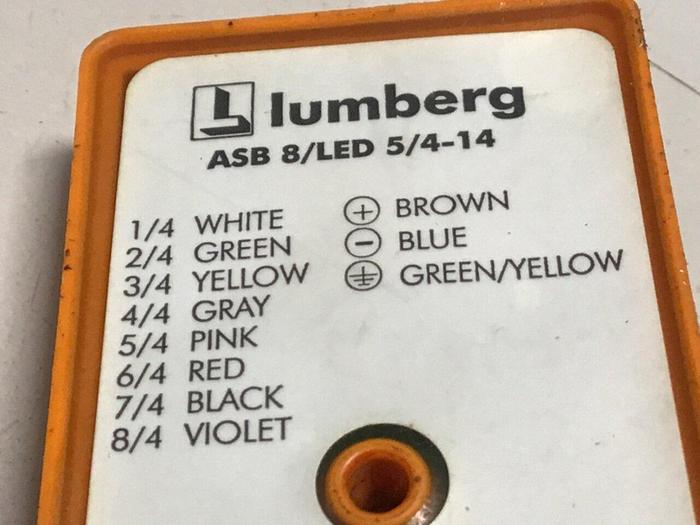 lumberg
ASB 8/LED 5/4-14
1/4 WHITE
2/4 GREEN
3/4 YELLOW
4/4 GRAY
5/4 PINK
6/4 RED
7/4 BLACK
8/4 VIOLET
+ BROWN
− BLUE
⏚ GREEN/YELLOW